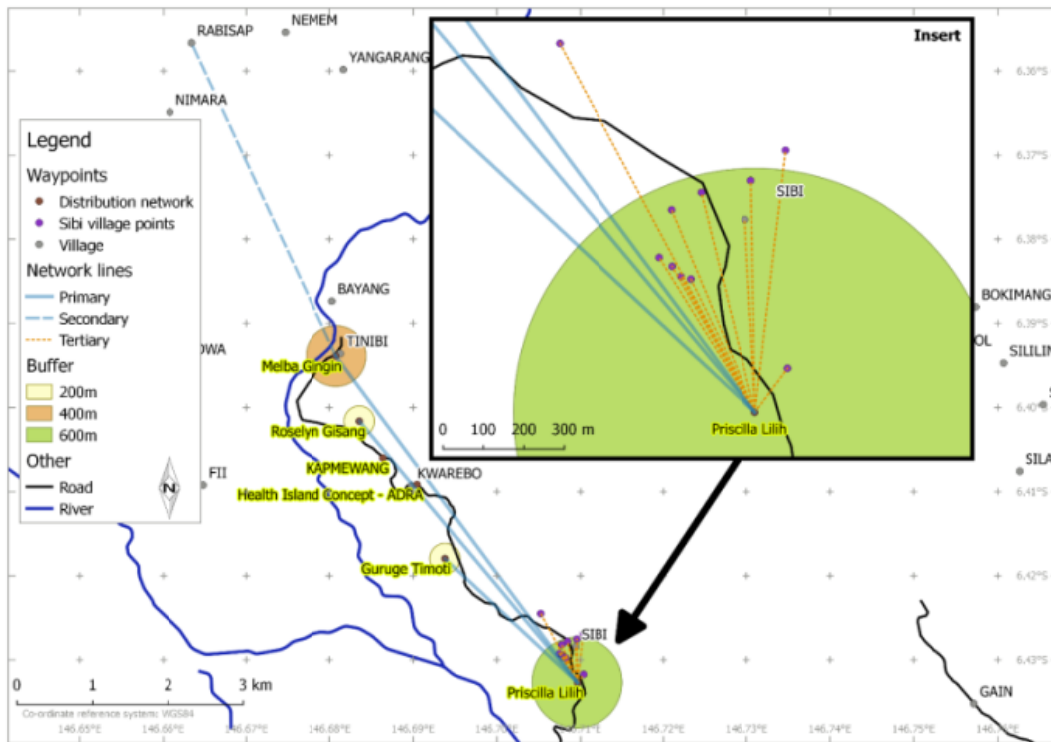 RABISAP
NEMEM
YANGARANG
NIMARA
Insert
6.36°S
Legend
Waypoints
Distribution network
Sibi village points
Village
Network lines
Primary
Secondary
Tertiary
Buffer
200m
400m
600m
Other
Road
River
N
6.37°S
SIBI
6.38°S
BAYANG
BOKIMANG
6.39°S
OWA
TINIBI
OL
SILILIN
Melba Gingin
S
6.40°S
Roselyn Gisang
Priscilla Lilih
0 100 200 300 m
KAPMEWANG
FII
KWAREBO
SILA
Health Island Concept - ADRA
6.41°S
Guruge Timoti
6.42°S
SIBI
6.43°S
Priscilla Lilih
0 1 2 3 km
GAIN
Co-ordinate reference system: WGS84
146.65°E 146.66°E 146.67°E 146.68°E 146.69°E 146.70°E 146.71°E 146.72°E 146.73°E 146.74°E 146.75°E